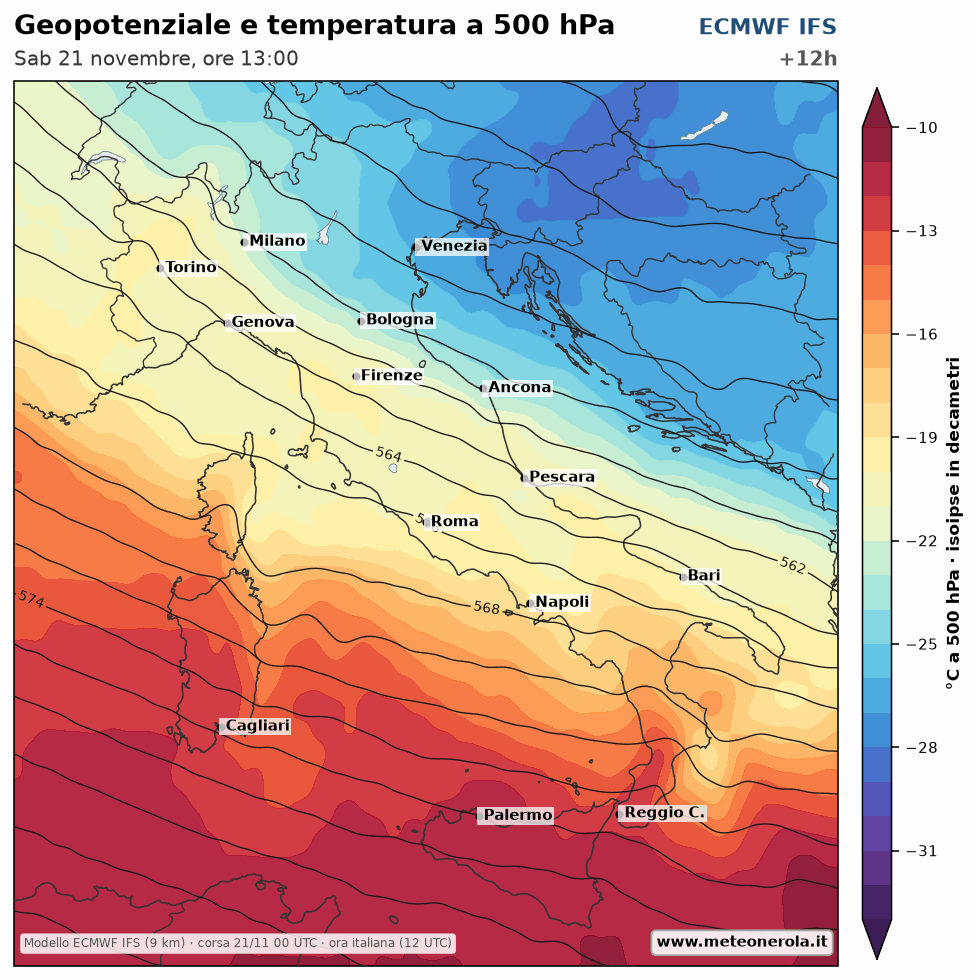 Geopotenziale e temperatura a 500 hPa
ECMWF IFS
Sab 21 novembre, ore 13:00
+12h
Milano
Venezia
Torino
Genova
Bologna
Firenze
Ancona
564
Pescara
Roma
562
Bari
574
568
Napoli
Cagliari
Palermo
Reggio C.
−10
−13
−16
−19
−22
−25
−28
−31
°C a 500 hPa · isoipse in decametri
Modello ECMWF IFS (9 km) · corsa 21/11 00 UTC · ora italiana (12 UTC)
www.meteonerola.it